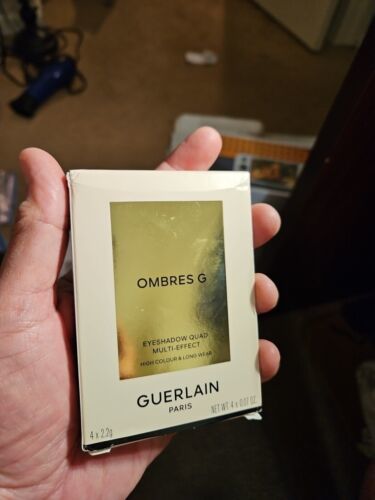 OMBRES G
EYESHADOW QUAD
MULTI-EFFECT
HIGH COLOUR & LONG WEAR
GUERLAIN
PARIS
4 x 2.2g
NET WT. 4 x 0.07 OZ.